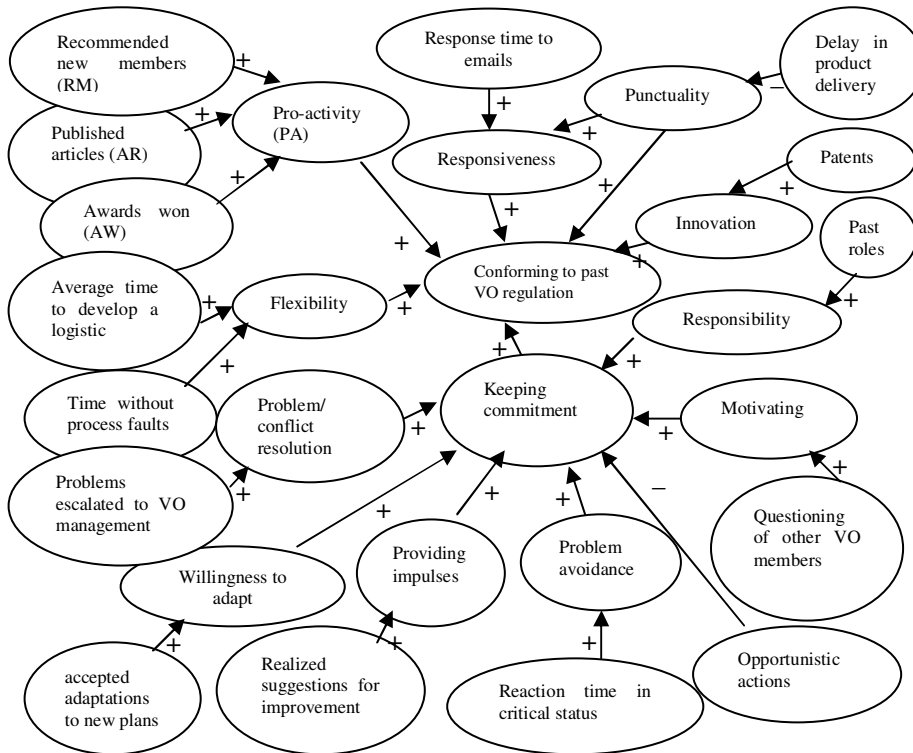 Recommended
new members
(RM)
Response time to
emails
Delay in
product
delivery
+
+
Published
articles (AR)
Pro-activity
(PA)
+
Punctuality
−
+
Responsiveness
Patents
+
Awards won
(AW)
+
+
+
Innovation
Past
roles
+
+
Conforming to past
VO regulation
Average time
to develop a
logistic
+
Flexibility
+
Responsibility
+
+
+
+
Time without
process faults
Problem/
conflict
resolution
+
Keeping
commitment
Motivating
+
Problems
escalated to VO
management
+
+
+
+
−
+
Questioning
of other VO
members
Willingness to
adapt
Providing
impulses
Problem
avoidance
+
+
+
accepted
adaptations
to new plans
Realized
suggestions for
improvement
Reaction time in
critical status
Opportunistic
actions